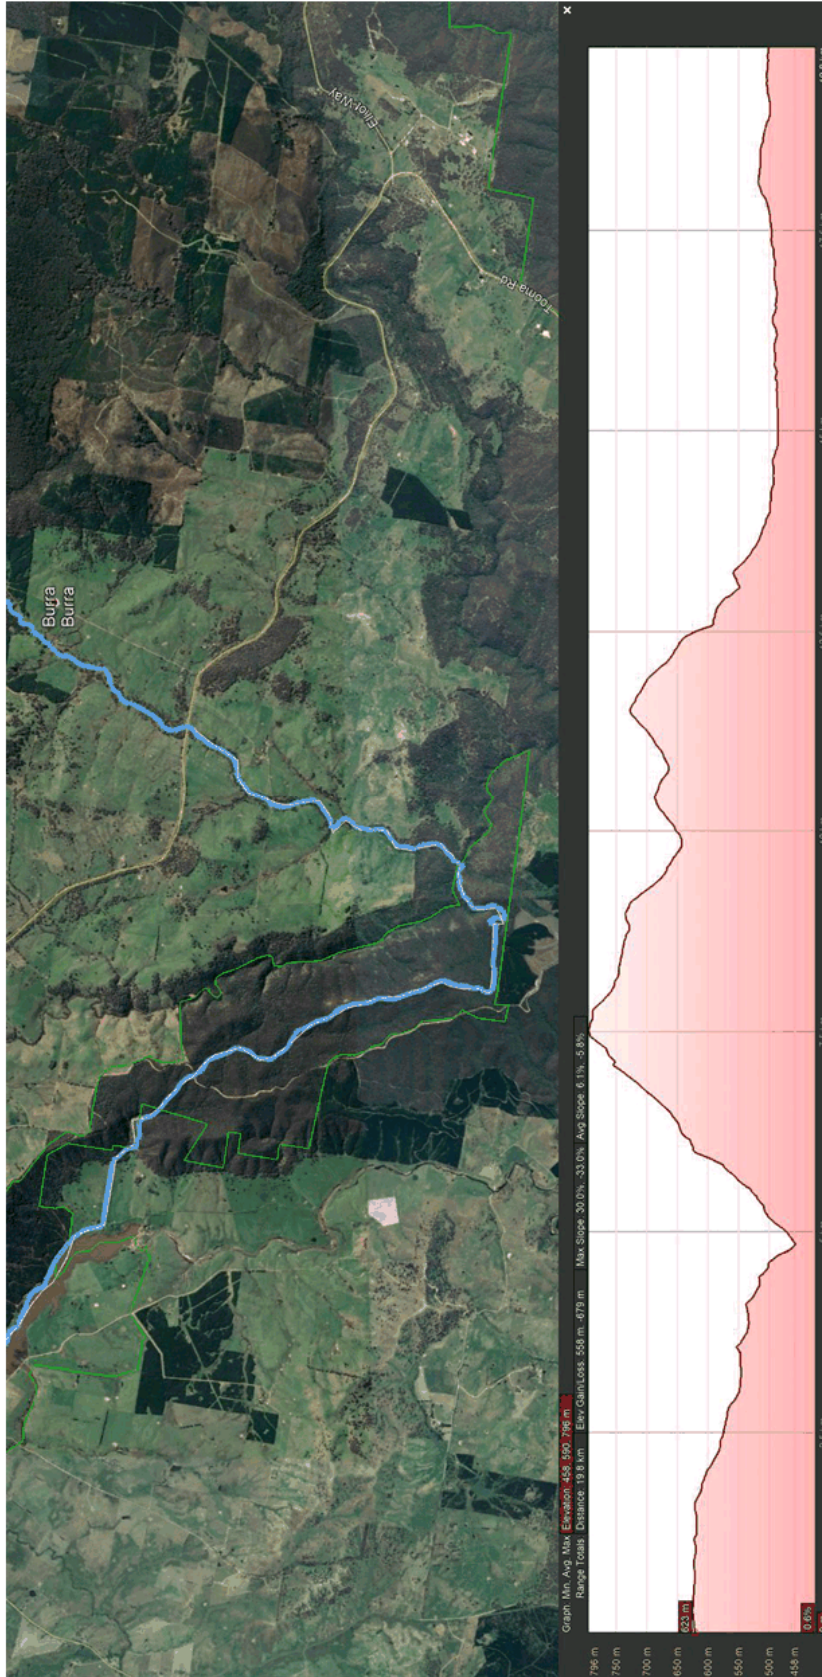 Elliot Way
Tooma Rd
Burra
Burra
Graph: Min, Avg, Max Elevation: 458, 590, 796 m
Range Totals: Distance: 19.8 km Elev Gain/Loss: 558 m, -679 m Max Slope: 30.0%, -33.0% Avg Slope: 6.1%, -5.8%
796 m
750 m
700 m
650 m
600 m
550 m
500 m
458 m
623 m
0.6%